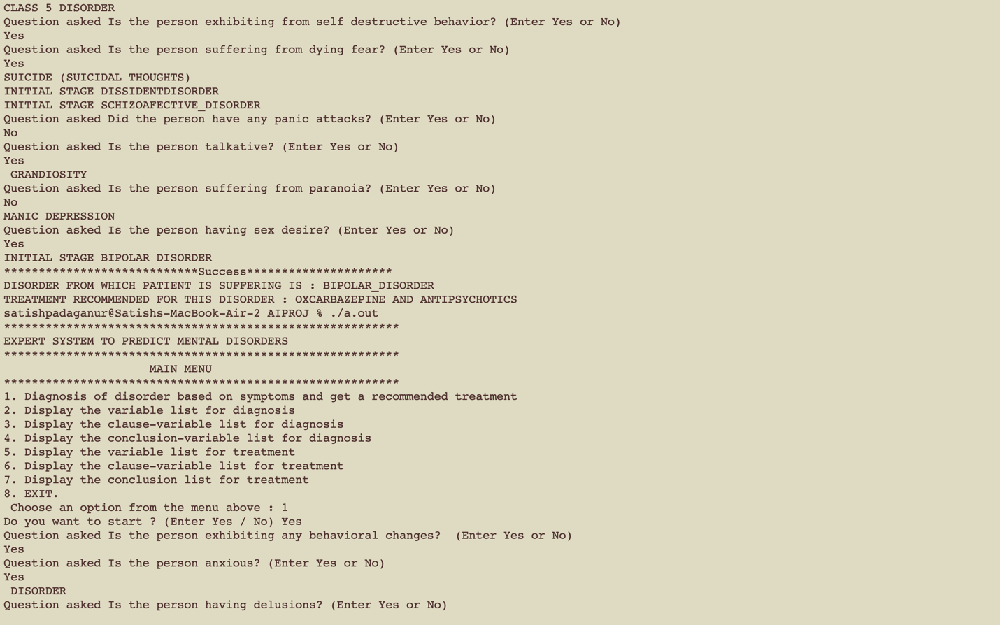 CLASS 5 DISORDER
Question asked Is the person exhibiting from self destructive behavior? (Enter Yes or No)
Yes
Question asked Is the person suffering from dying fear? (Enter Yes or No)
Yes
SUICIDE (SUICIDAL THOUGHTS)
INITIAL STAGE DISSIDENTDISORDER
INITIAL STAGE SCHIZOAFECTIVE_DISORDER
Question asked Did the person have any panic attacks? (Enter Yes or No)
No
Question asked Is the person talkative? (Enter Yes or No)
Yes
 GRANDIOSITY
Question asked Is the person suffering from paranoia? (Enter Yes or No)
No
MANIC DEPRESSION
Question asked Is the person having sex desire? (Enter Yes or No)
Yes
INITIAL STAGE BIPOLAR DISORDER
****************************Success*********************
DISORDER FROM WHICH PATIENT IS SUFFERING IS : BIPOLAR_DISORDER
TREATMENT RECOMMENDED FOR THIS DISORDER : OXCARBAZEPINE AND ANTIPSYCHOTICS
satishpadaganur@Satishs-MacBook-Air-2 AIPROJ % ./a.out
*********************************************************
EXPERT SYSTEM TO PREDICT MENTAL DISORDERS
*********************************************************
                     MAIN MENU
*********************************************************
1. Diagnosis of disorder based on symptoms and get a recommended treatment
2. Display the variable list for diagnosis
3. Display the clause-variable list for diagnosis
4. Display the conclusion-variable list for diagnosis
5. Display the variable list for treatment
6. Display the clause-variable list for treatment
7. Display the conclusion list for treatment
8. EXIT.
 Choose an option from the menu above : 1
Do you want to start ? (Enter Yes / No) Yes
Question asked Is the person exhibiting any behavioral changes?  (Enter Yes or No)
Yes
Question asked Is the person anxious? (Enter Yes or No)
Yes
 DISORDER
Question asked Is the person having delusions? (Enter Yes or No)